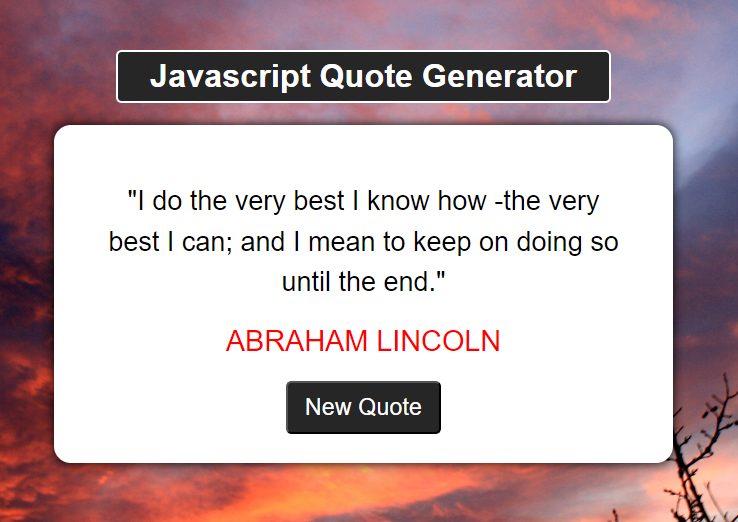 Javascript Quote Generator
"I do the very best I know how -the very
best I can; and I mean to keep on doing so
until the end."
ABRAHAM LINCOLN
New Quote